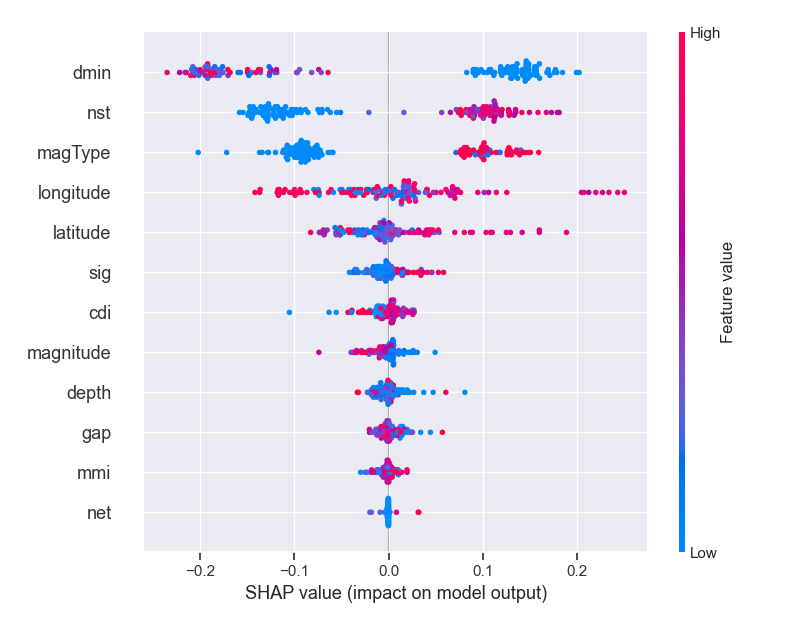 High
dmin
nst
magType
longitude
latitude
sig
cdi
magnitude
depth
gap
mmi
net
Feature value
Low
−0.2 −0.1 0.0 0.1 0.2
SHAP value (impact on model output)